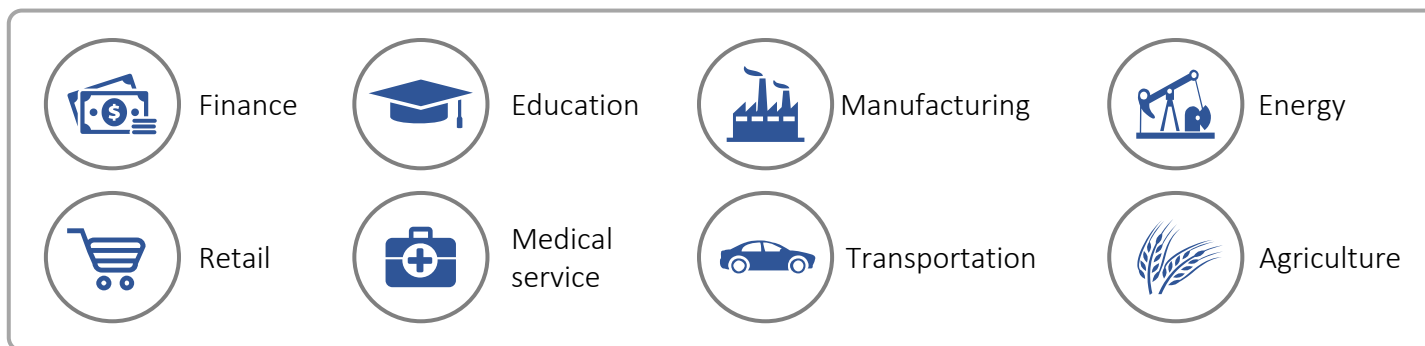 Finance
Education
Manufacturing
Energy
Retail
Medical
service
Transportation
Agriculture